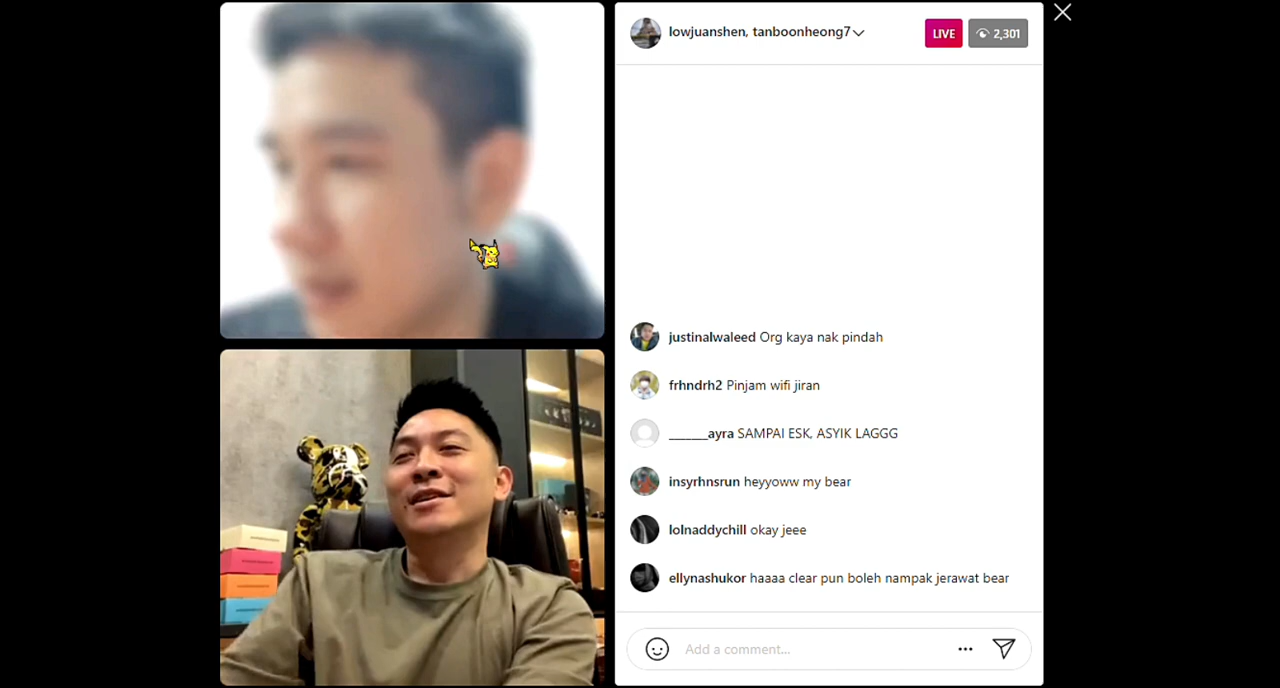 lowjuanshen, tanboonheong7
LIVE
2,301
justinalwaleed Org kaya nak pindah
frhndrh2 Pinjam wifi jiran
______ayra SAMPAI ESK, ASYIK LAGGG
insyrhnsrun heyyoww my bear
lolnaddychill okay jeee
ellynashukor haaaa clear pun boleh nampak jerawat bear
Add a comment...